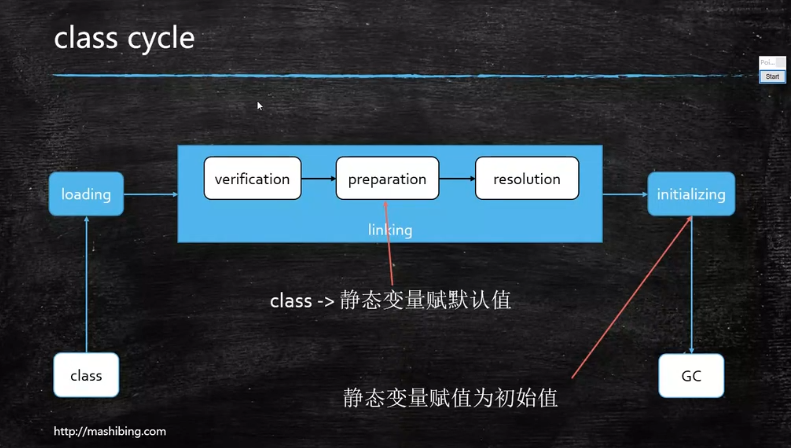 class cycle
Poi...
Start
verification
preparation
resolution
loading
initializing
linking
class -> 静态变量赋默认值
class
GC
静态变量赋值为初始值
http://mashibing.com